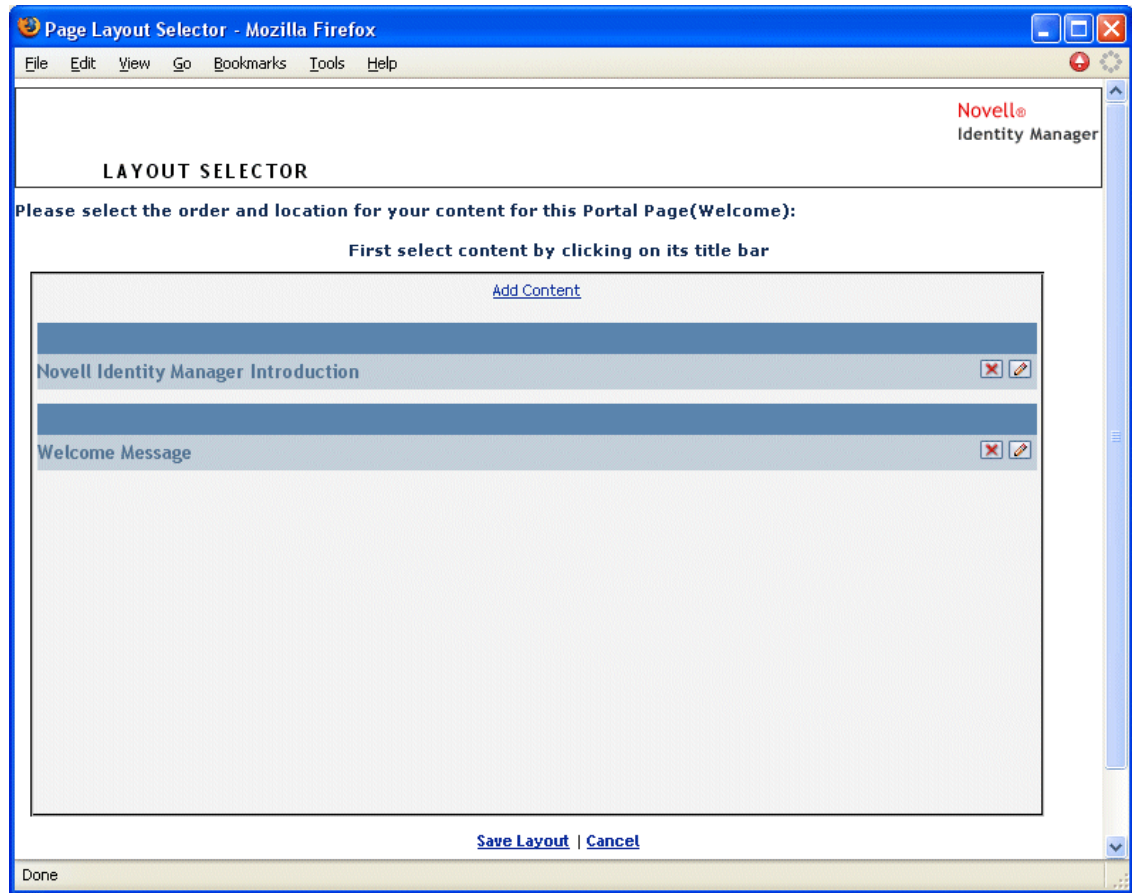 Page Layout Selector - Mozilla Firefox
File Edit View Go Bookmarks Tools Help
Novell®
Identity Manager
LAYOUT SELECTOR
Please select the order and location for your content for this Portal Page(Welcome):
First select content by clicking on its title bar
Add Content
Novell Identity Manager Introduction
Welcome Message
Save Layout | Cancel
Done